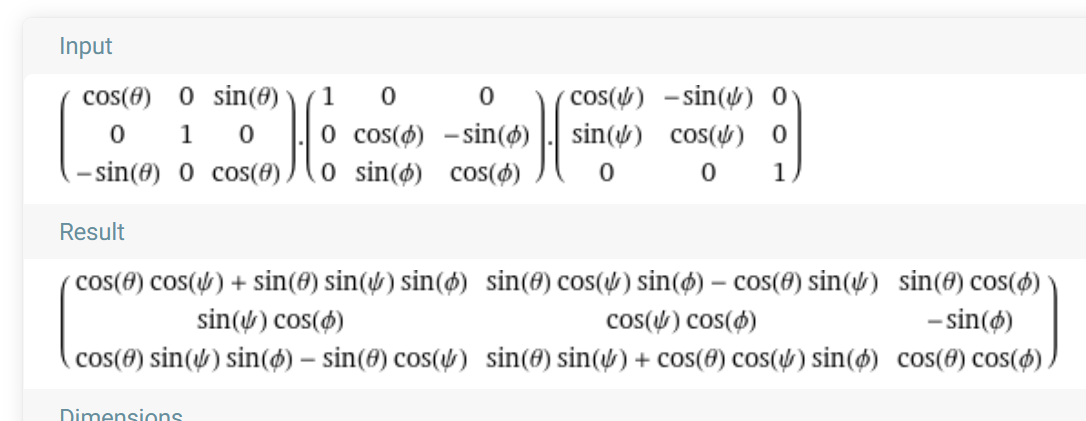 Input
( cos(θ) 0 sin(θ) ) ( 1 0 0 ) ( cos(ψ) −sin(ψ) 0 )
0 1 0 . 0 cos(ϕ) −sin(ϕ) . sin(ψ) cos(ψ) 0
−sin(θ) 0 cos(θ) 0 sin(ϕ) cos(ϕ) 0 0 1
Result
( cos(θ) cos(ψ) + sin(θ) sin(ψ) sin(ϕ) sin(θ) cos(ψ) sin(ϕ) − cos(θ) sin(ψ) sin(θ) cos(ϕ) )
sin(ψ) cos(ϕ) cos(ψ) cos(ϕ) −sin(ϕ)
cos(θ) sin(ψ) sin(ϕ) − sin(θ) cos(ψ) sin(θ) sin(ψ) + cos(θ) cos(ψ) sin(ϕ) cos(θ) cos(ϕ)
Dimensions